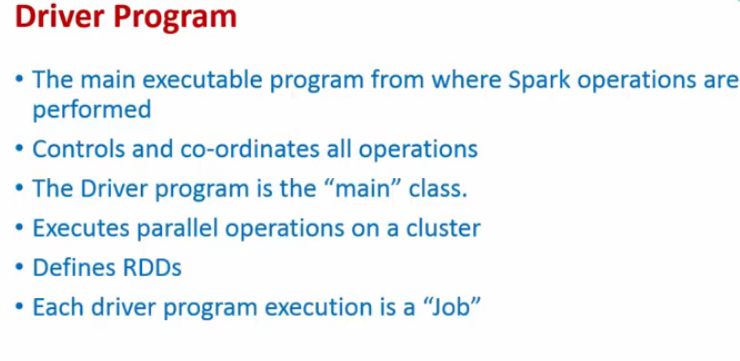 Driver Program
• The main executable program from where Spark operations are
performed
• Controls and co-ordinates all operations
• The Driver program is the “main” class.
• Executes parallel operations on a cluster
• Defines RDDs
• Each driver program execution is a “Job”